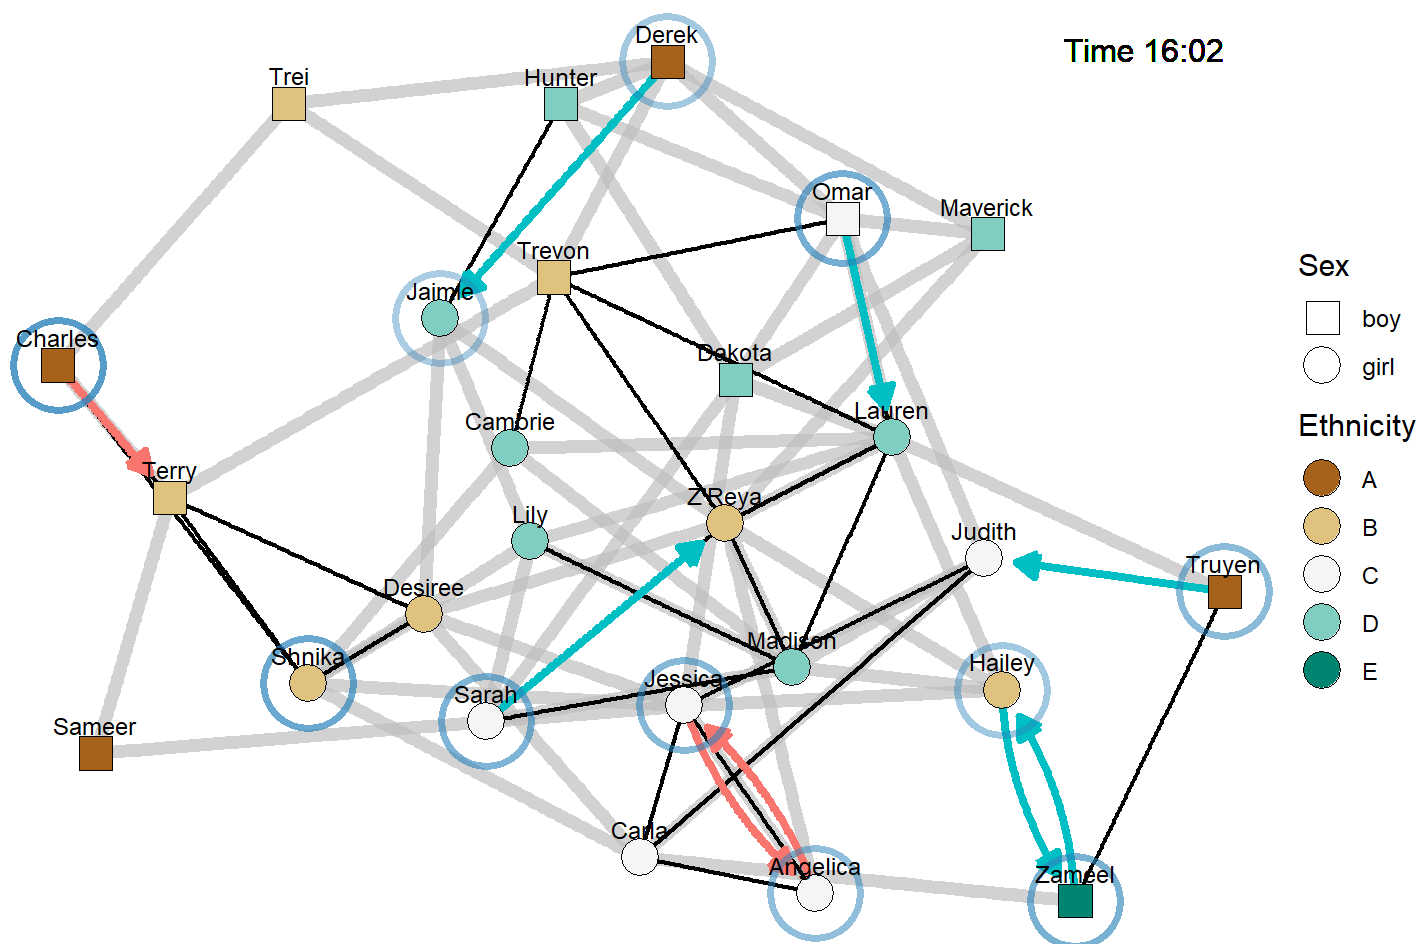 Time 16:02
Derek
Trei
Hunter
Omar
Maverick
Trevon
Jaimie
Charles
Dakota
Lauren
Camorie
Terry
Z'Reya
Lily
Judith
Truyen
Desiree
Madison
Shnika
Hailey
Jessica
Sarah
Sameer
Carla
Angelica
Zameel
Sex
boy
girl
Ethnicity
A
B
C
D
E